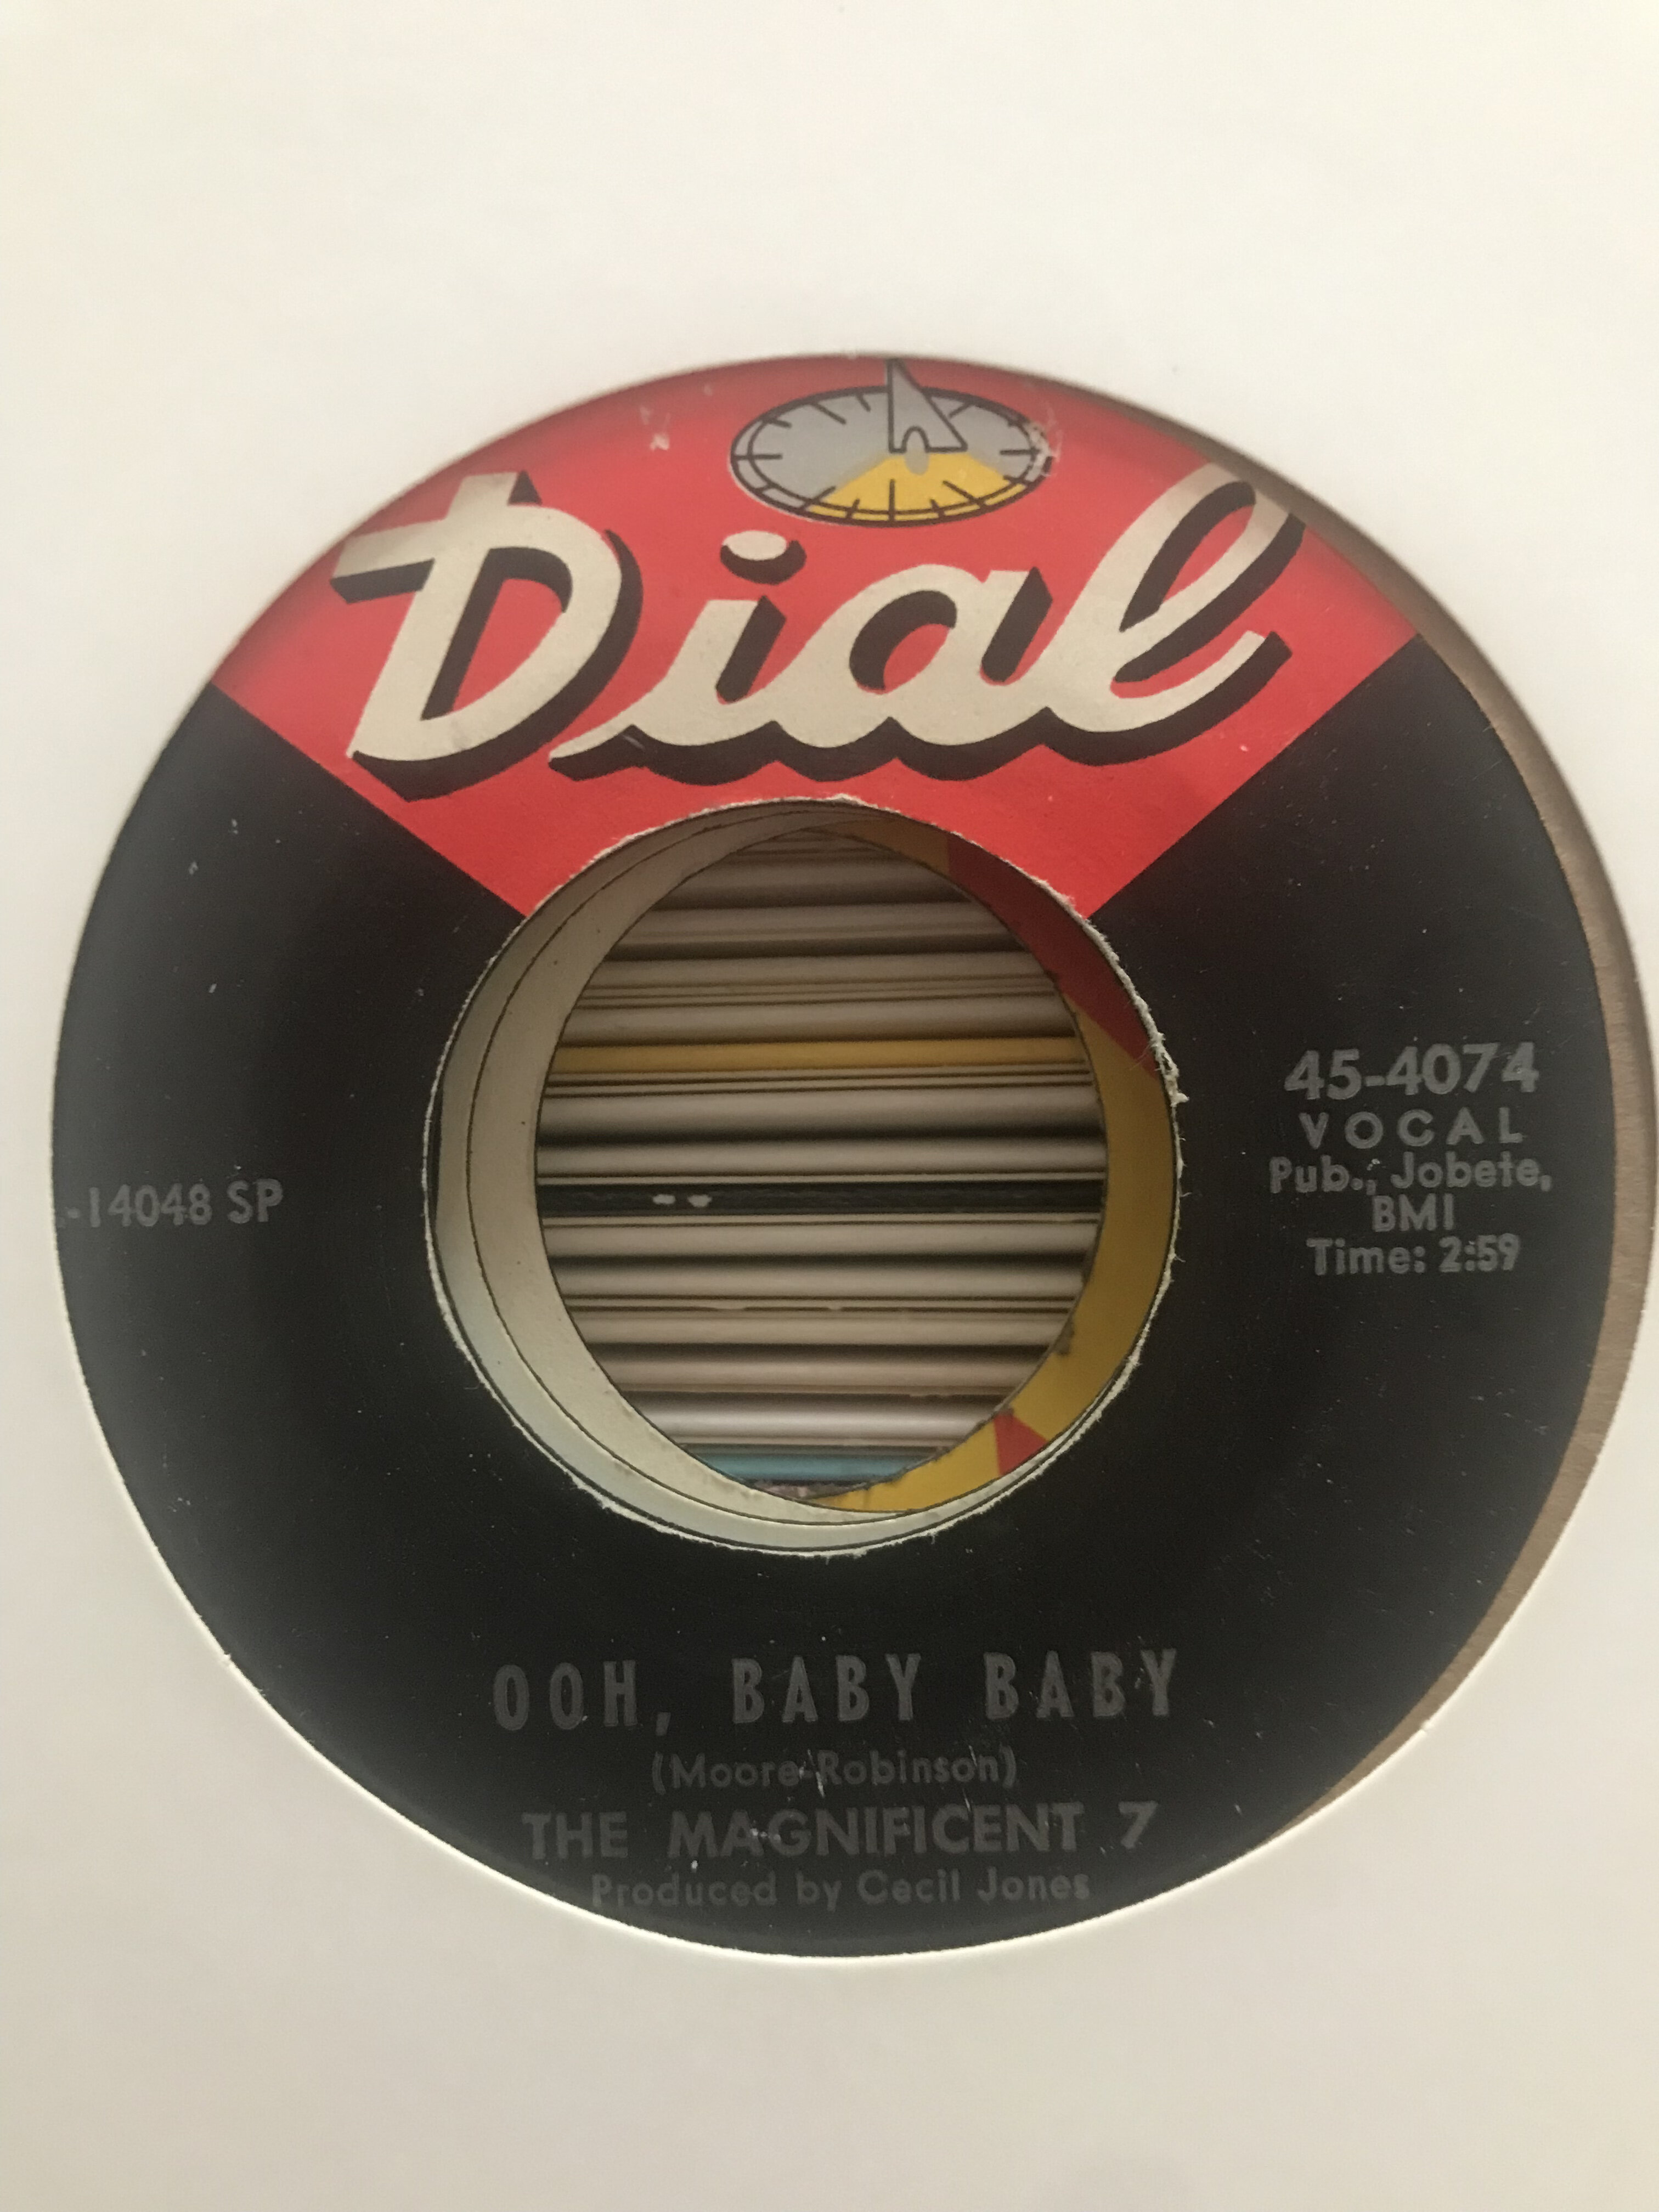 Dial
45-4074
VOCAL
Pub., Jobete,
BMI
Time: 2:59
-14048 SP
OOH, BABY BABY
(Moore-Robinson)
THE MAGNIFICENT 7
Produced by Cecil Jones